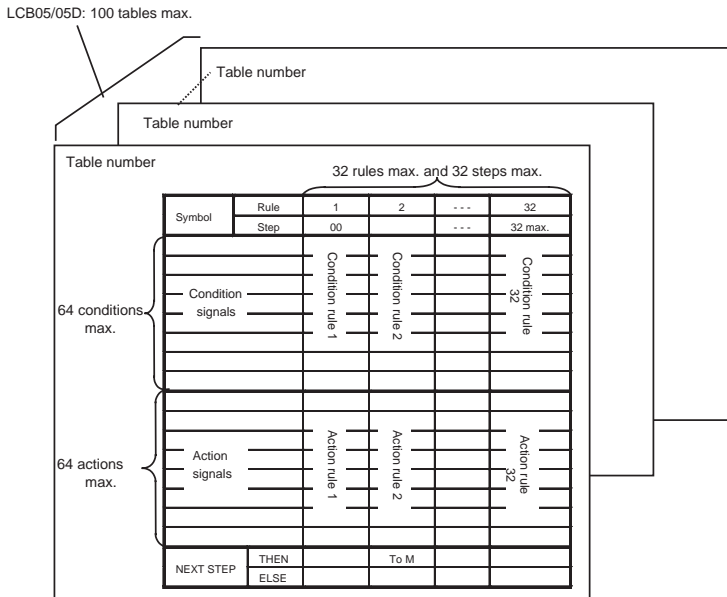 LCB05/05D: 100 tables max.
Table number
Table number
Table number
32 rules max. and 32 steps max.
Symbol Rule 1 2 - - - 32
Step 00 - - - 32 max.
64 conditions
max.
Condition
signals
Condition rule 1
Condition rule 2
Condition rule
32
64 actions
max.
Action
signals
Action rule 1
Action rule 2
Action rule
32
NEXT STEP THEN To M
ELSE